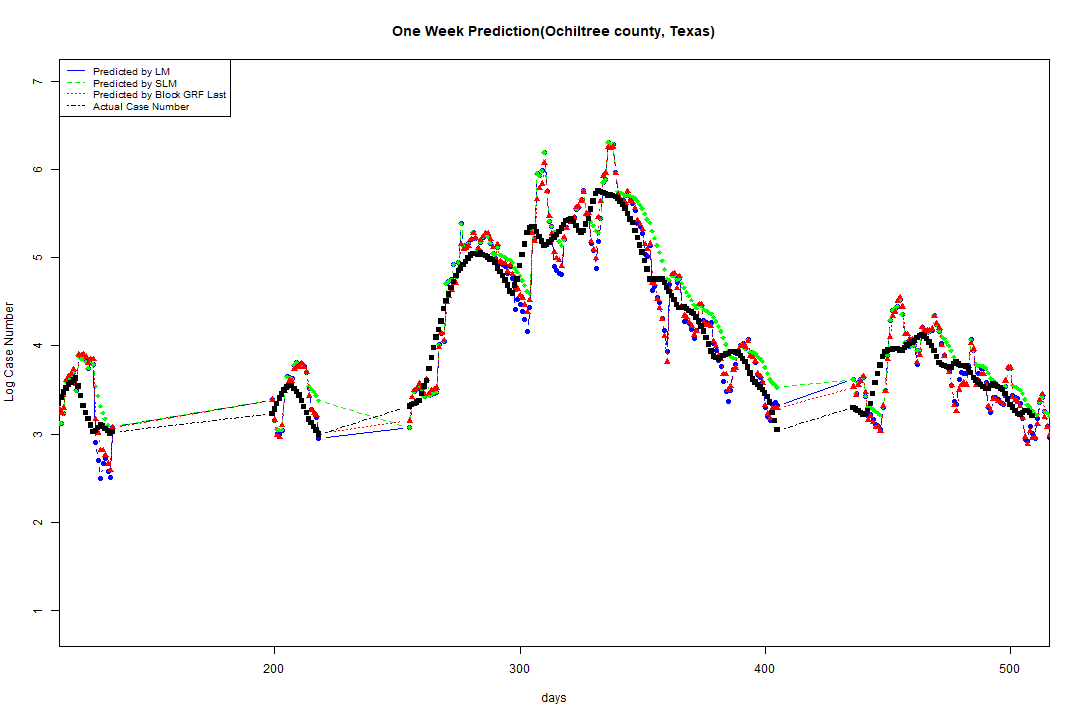 One Week Prediction(Ochiltree county, Texas)
Predicted by LM
Predicted by SLM
Predicted by Block GRF Last
Actual Case Number
7
6
5
4
3
2
1
Log Case Number
200
300
400
500
days